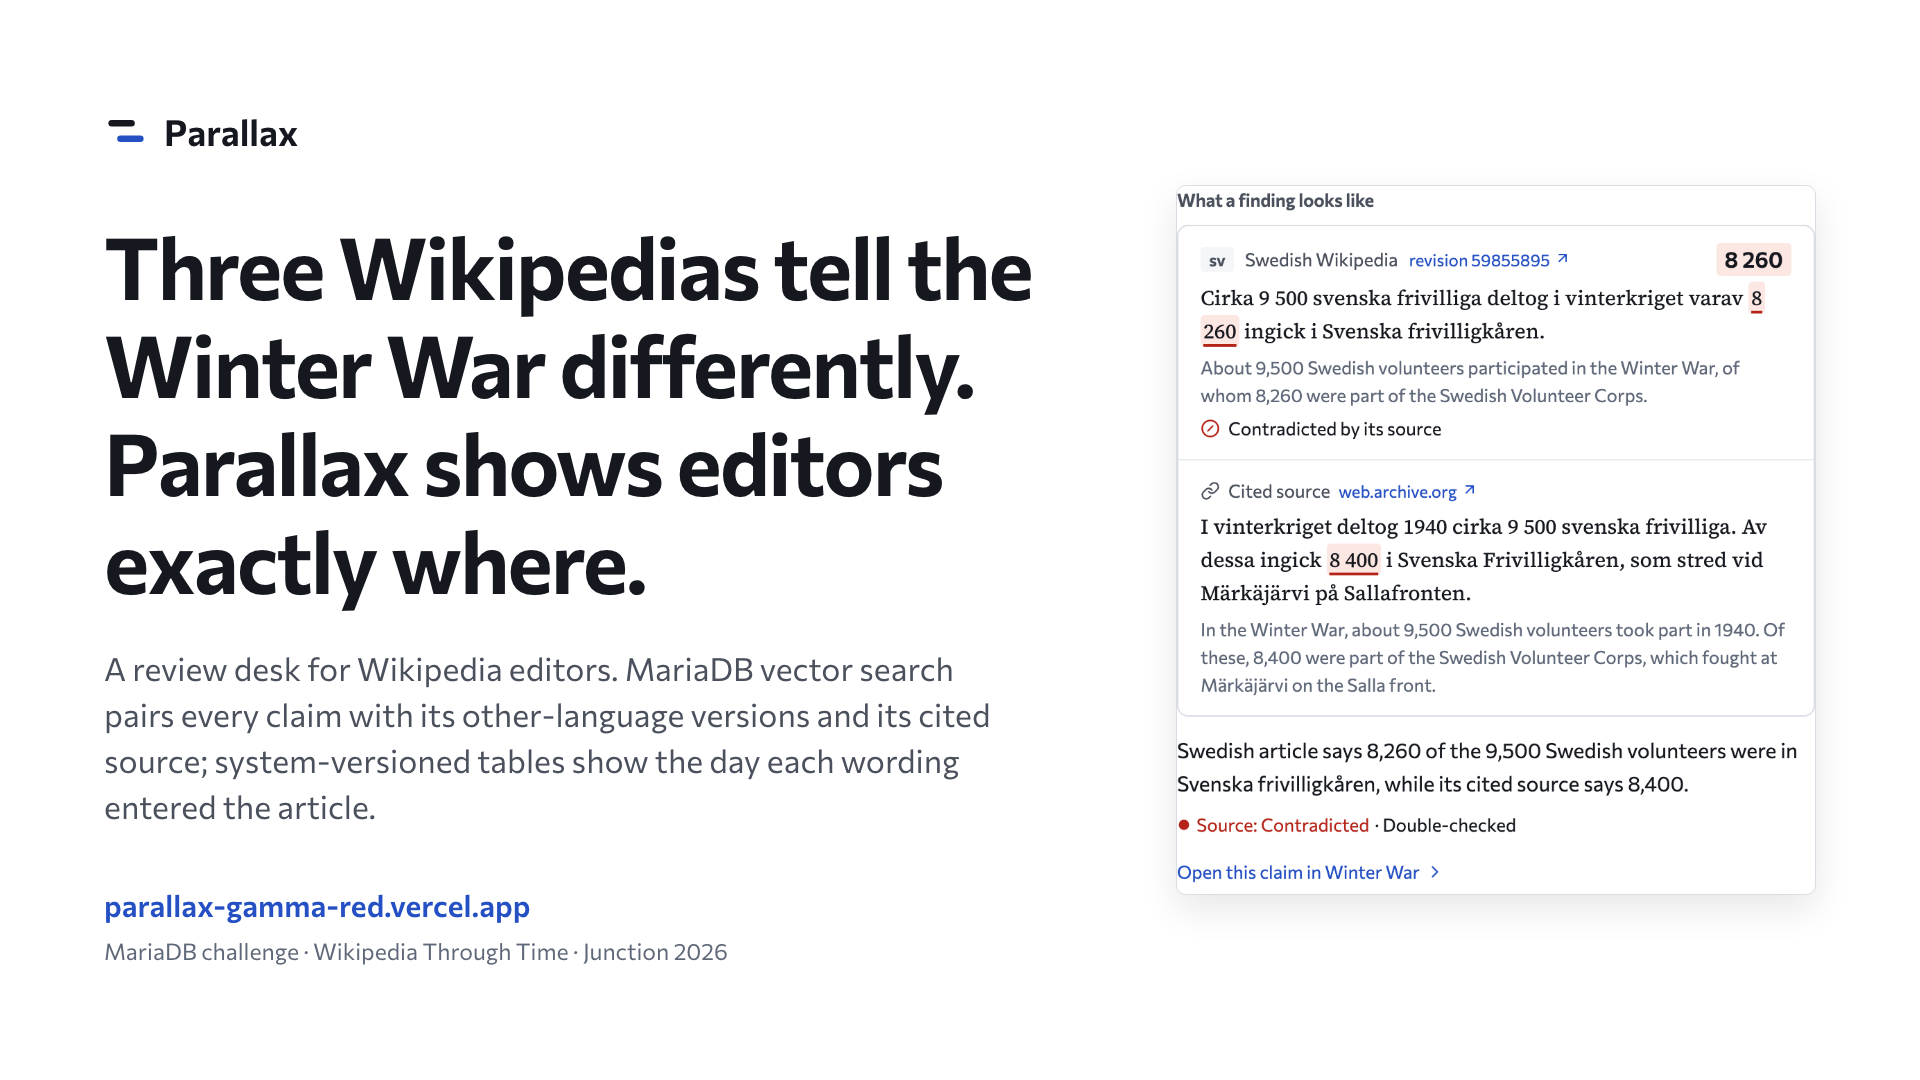 Parallax
Three Wikipedias tell the
Winter War differently.
Parallax shows editors
exactly where.
A review desk for Wikipedia editors. MariaDB vector search
pairs every claim with its other-language versions and its cited
source; system-versioned tables show the day each wording
entered the article.
parallax-gamma-red.vercel.app
MariaDB challenge · Wikipedia Through Time · Junction 2026
What a finding looks like
sv Swedish Wikipedia revision 59855895 ↗ 8 260
Cirka 9 500 svenska frivilliga deltog i vinterkriget varav 8
260 ingick i Svenska frivilligkåren.
About 9,500 Swedish volunteers participated in the Winter War, of
whom 8,260 were part of the Swedish Volunteer Corps.
Contradicted by its source
Cited source web.archive.org ↗
I vinterkriget deltog 1940 cirka 9 500 svenska frivilliga. Av
dessa ingick 8 400 i Svenska Frivilligkåren, som stred vid
Märkäjärvi på Sallafronten.
In the Winter War, about 9,500 Swedish volunteers took part in 1940. Of
these, 8,400 were part of the Swedish Volunteer Corps, which fought at
Märkäjärvi on the Salla front.
Swedish article says 8,260 of the 9,500 Swedish volunteers were in
Svenska frivilligkåren, while its cited source says 8,400.
Source: Contradicted · Double-checked
Open this claim in Winter War >